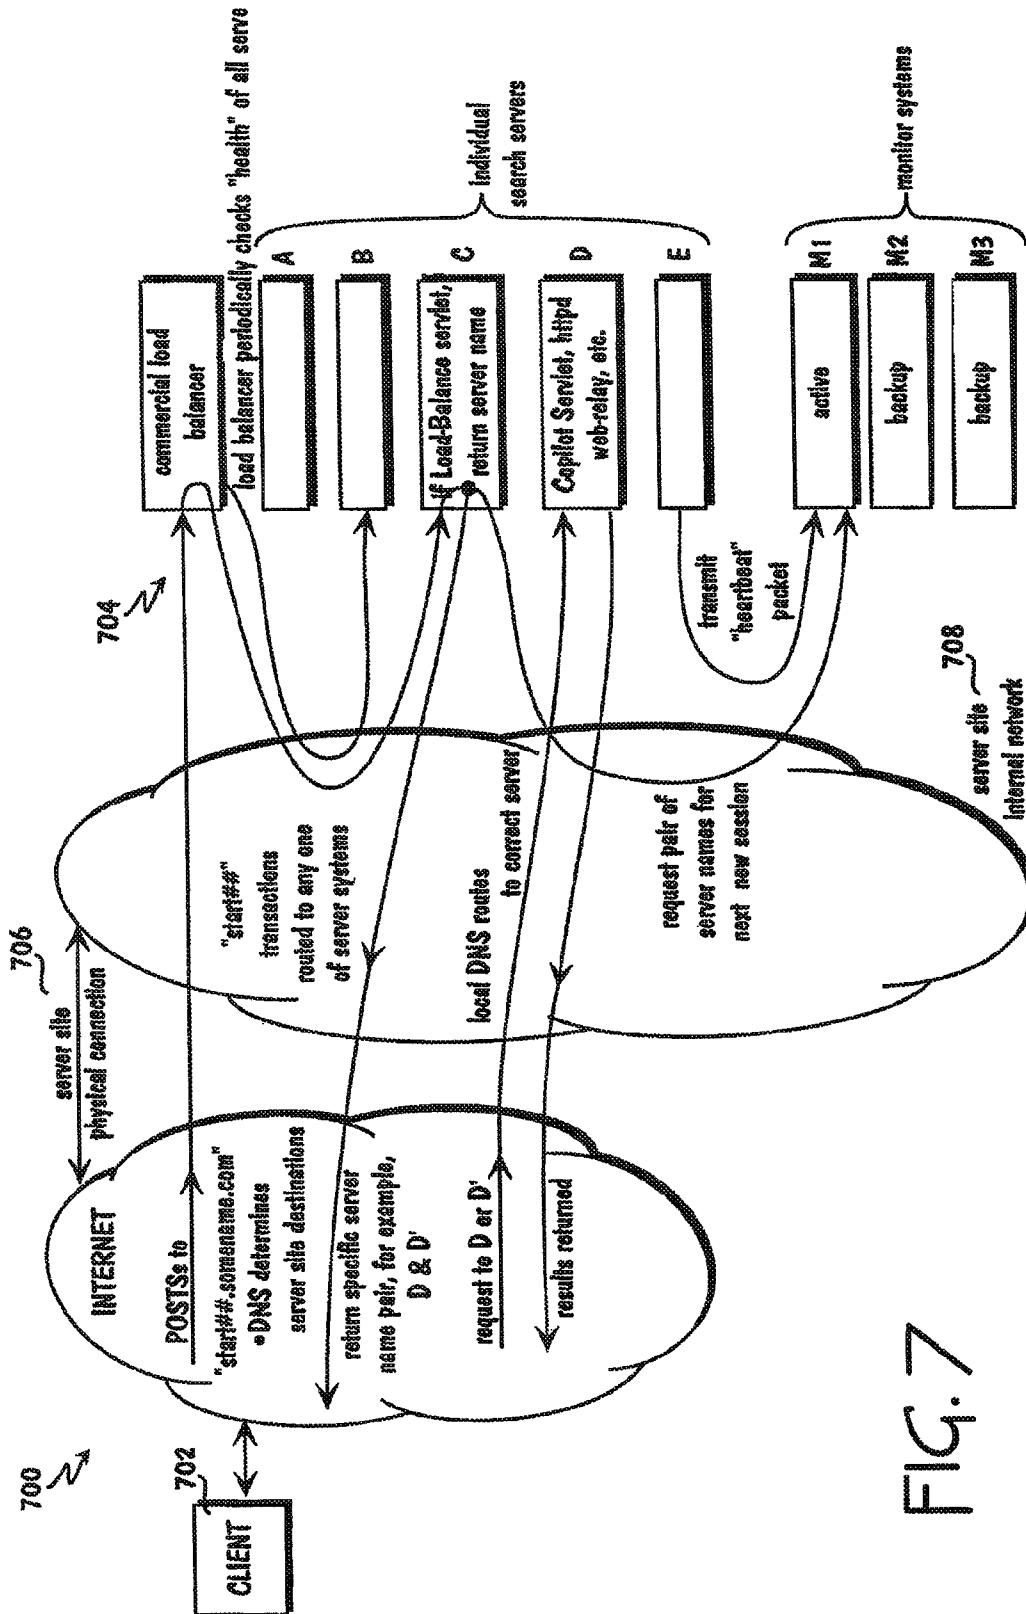 700
702
CLIENT
INTERNET
POSTSs to
"start##.somename.com"
•DNS determines
server site destinations
return specific server
name pair, for example,
D & D'
request to D or D'
results returned
706
server site
physical connection
"start##"
transactions
routed to any one
of server systems
local DNS routes
to correct server
request pair of
server names for
next new session
708
server site
internal network
704
commercial load
balancer
load balancer periodically checks "health" of all serve
A
B
C
If Load-Balance servlet,
return server name
D
Copilot Servlet, httpd
web-relay, etc.
E
individual
search servers
transmit
"heartbeat"
packet
M1
active
M2
backup
M3
backup
monitor systems
FIG. 7